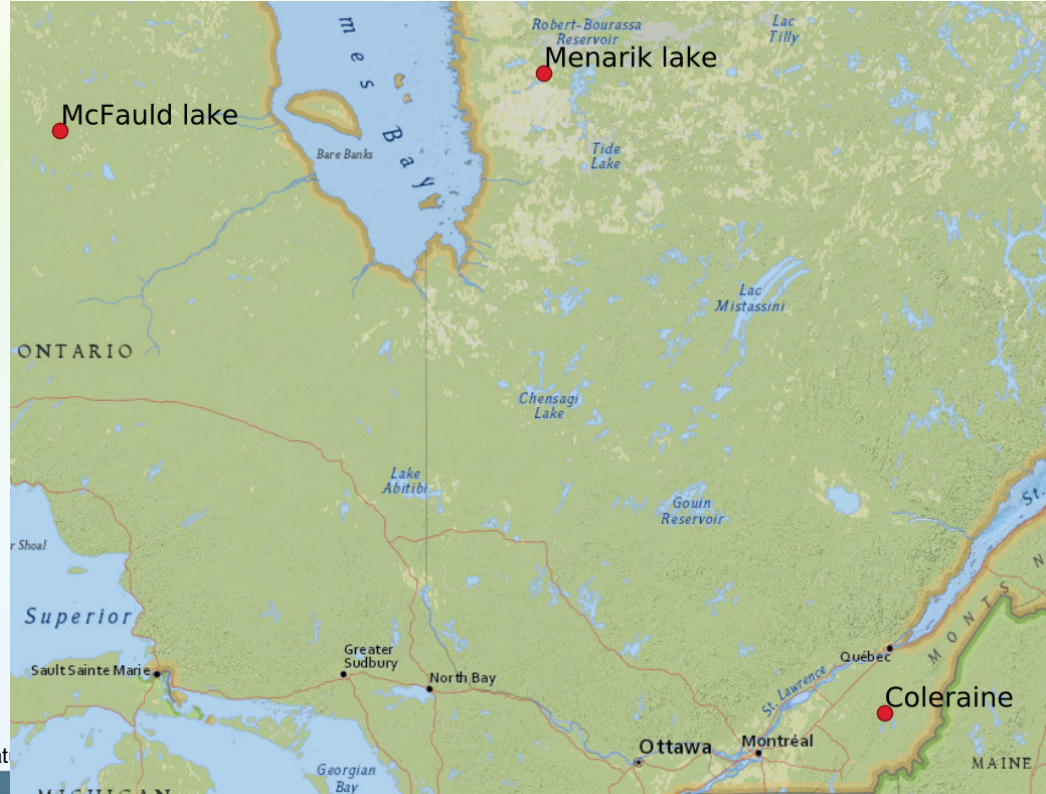 Robert-Bourassa
Reservoir
Lac
Tilly
Menarik lake
McFauld lake
mes Bay
Bare Banks
Tide
Lake
Lac
Mistassini
ONTARIO
Chensagi
Lake
Lake
Abitibi
Gouin
Reservoir
St.
r Shoal
Superior
MONTS N
Greater
Sudbury
Québec
Sault Sainte Marie
North Bay
St. Lawrence
Coleraine
Ottawa
Montréal
MAINE
Georgian
Bay
MICHIGAN